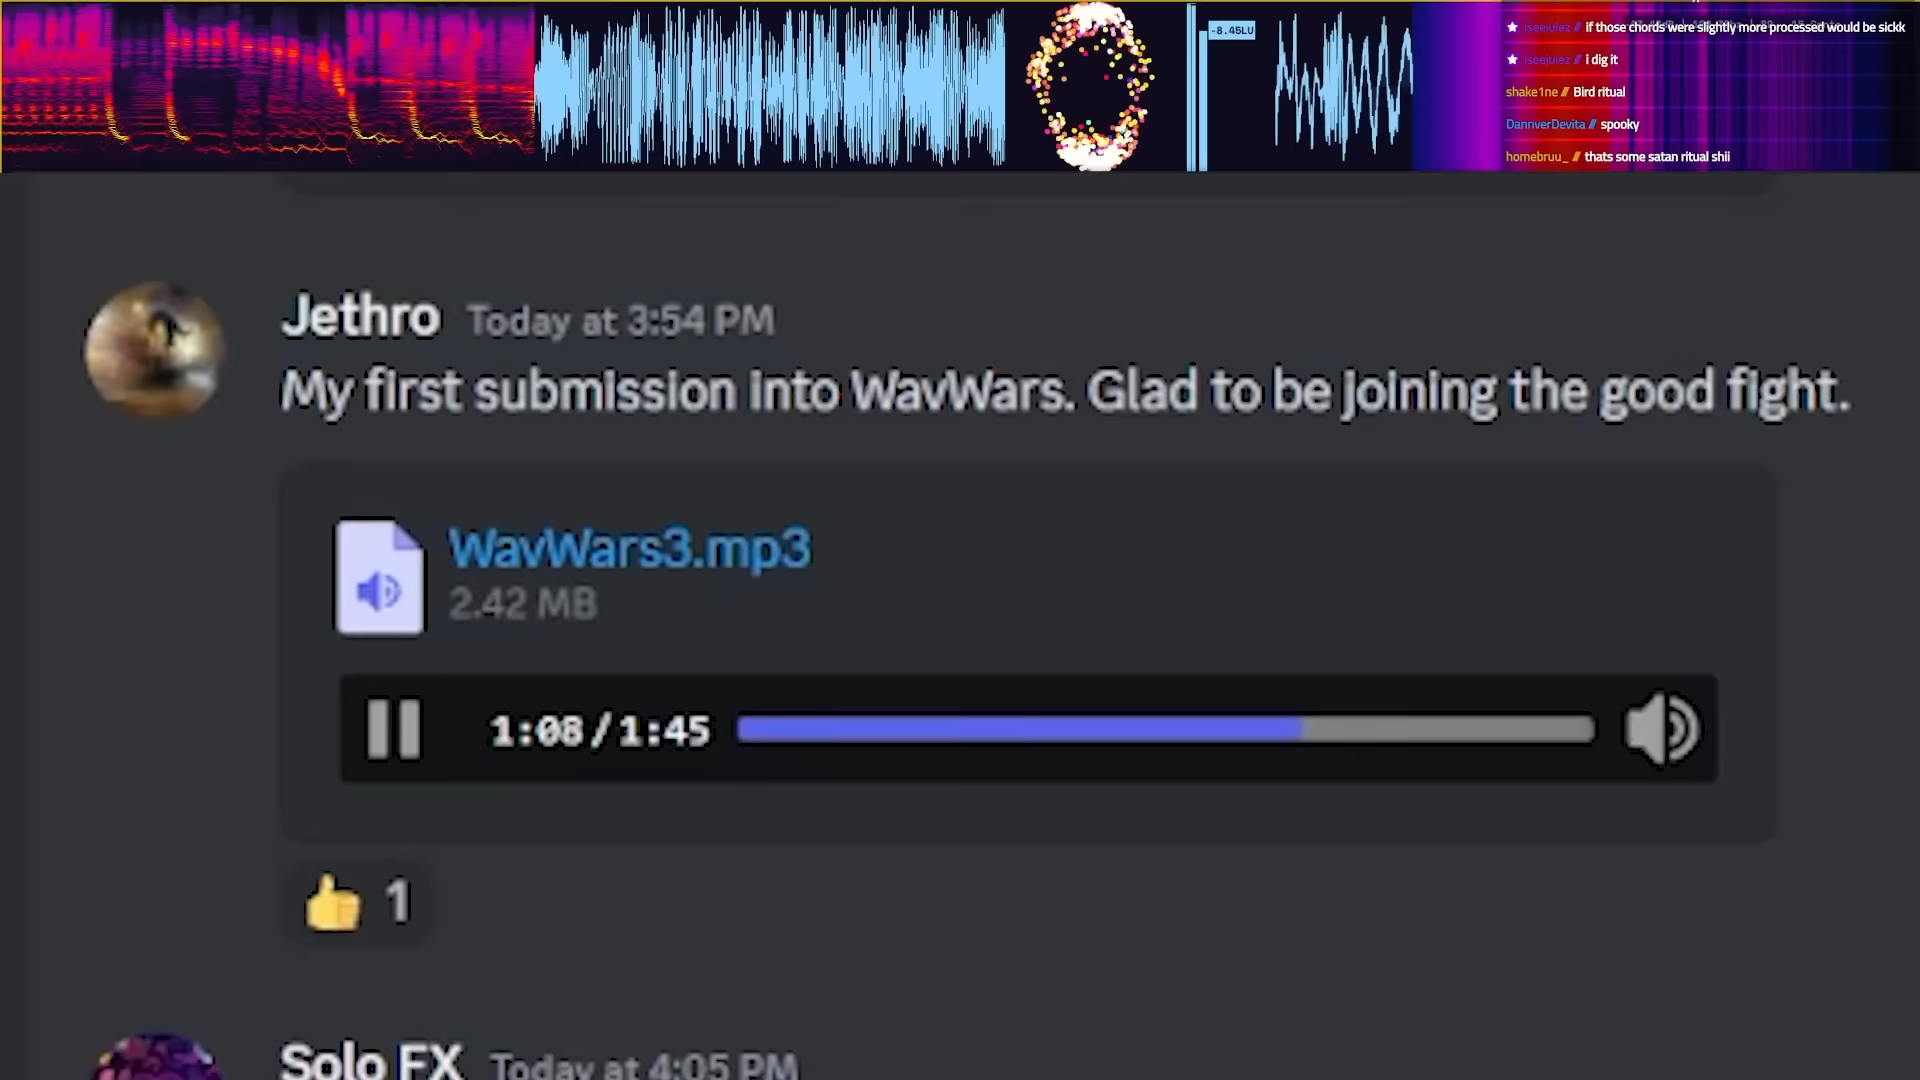 -8.45LU
iseejulez // if those chords were slightly more processed would be sickk
iseejulez // i dig it
shake1ne // Bird ritual
DannverDevita // spooky
homebruu_ // thats some satan ritual shii
Jethro Today at 3:54 PM
My first submission into WavWars. Glad to be joining the good fight.
WavWars3.mp3
2.42 MB
1:08/1:45
👍 1
Solo FX Today at 4:05 PM